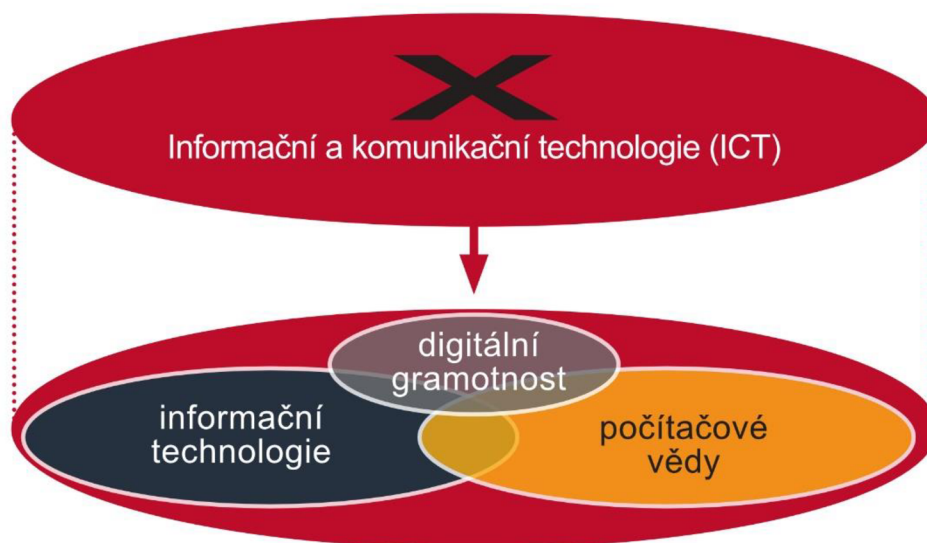 X
Informační a komunikační technologie (ICT)
digitální
gramotnost
informační
technologie
počítačové
vědy